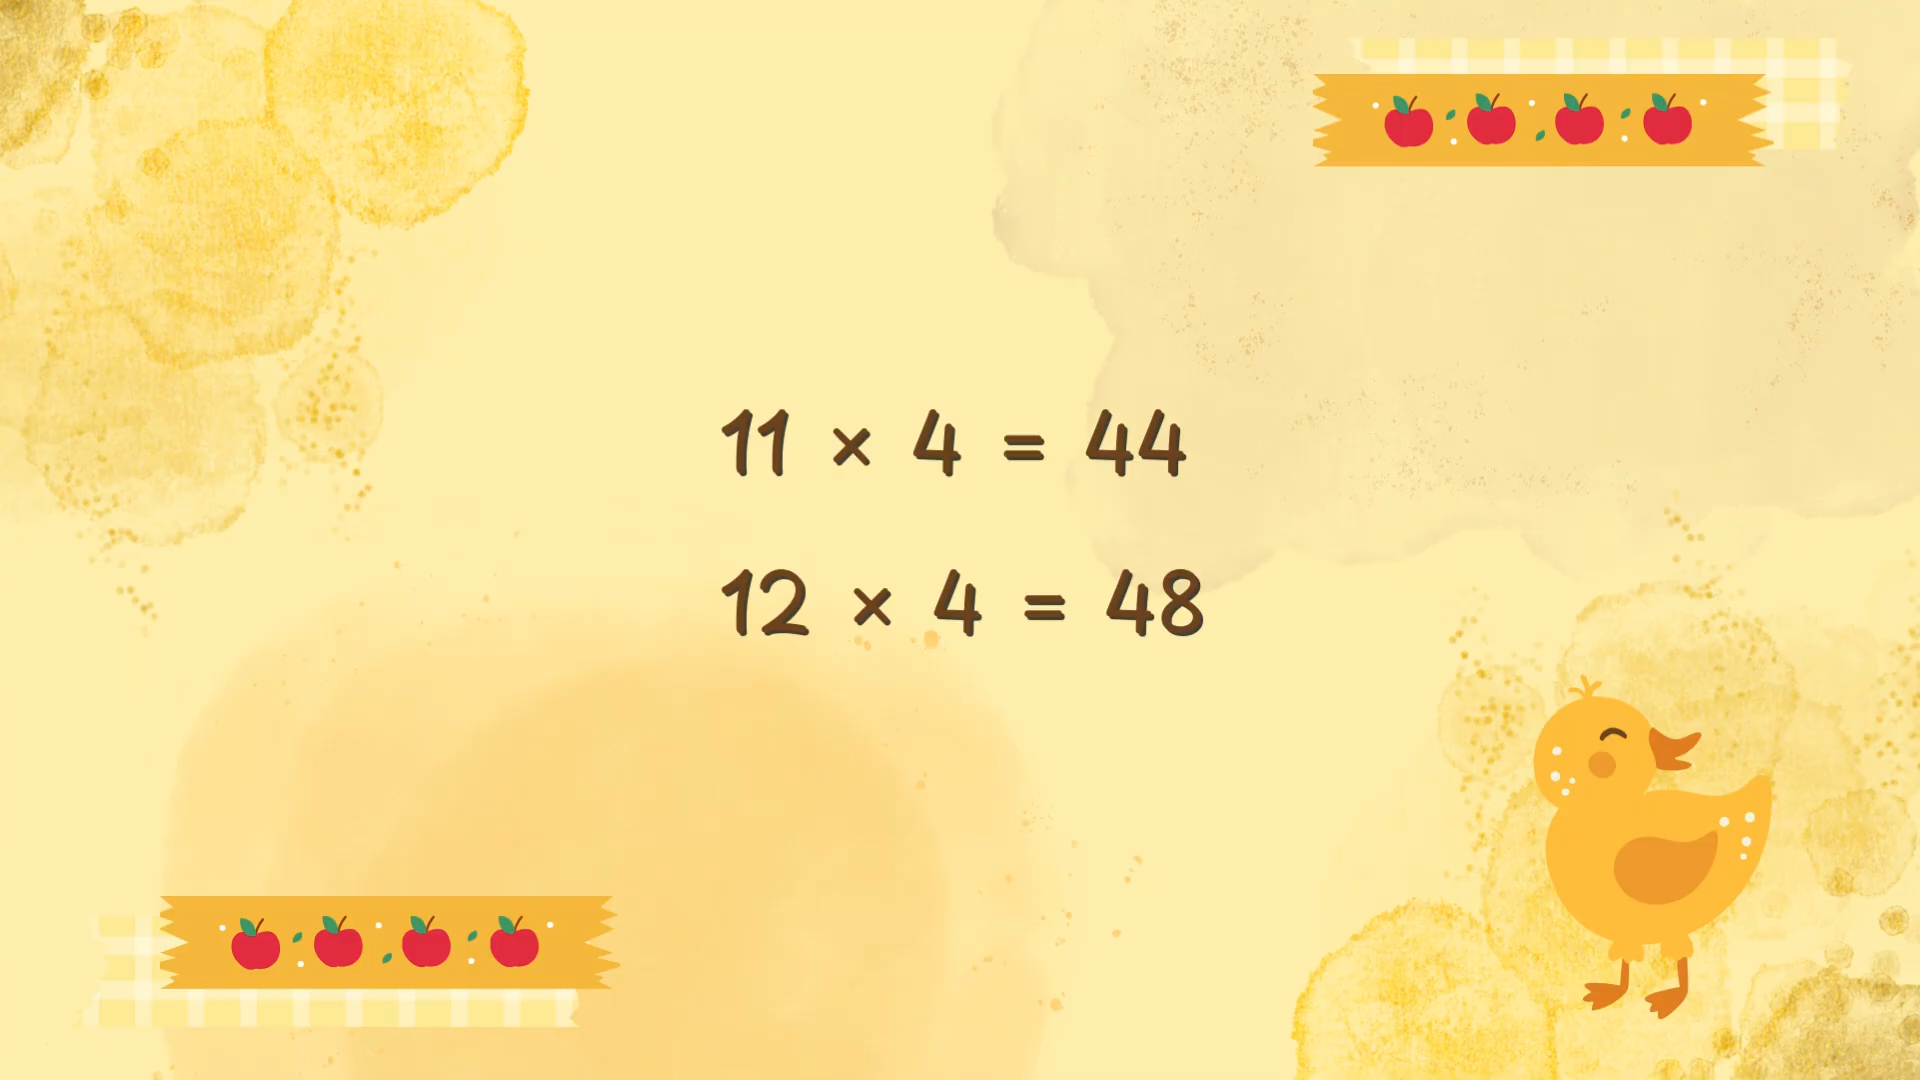 11 × 4 = 44
12 × 4 = 48